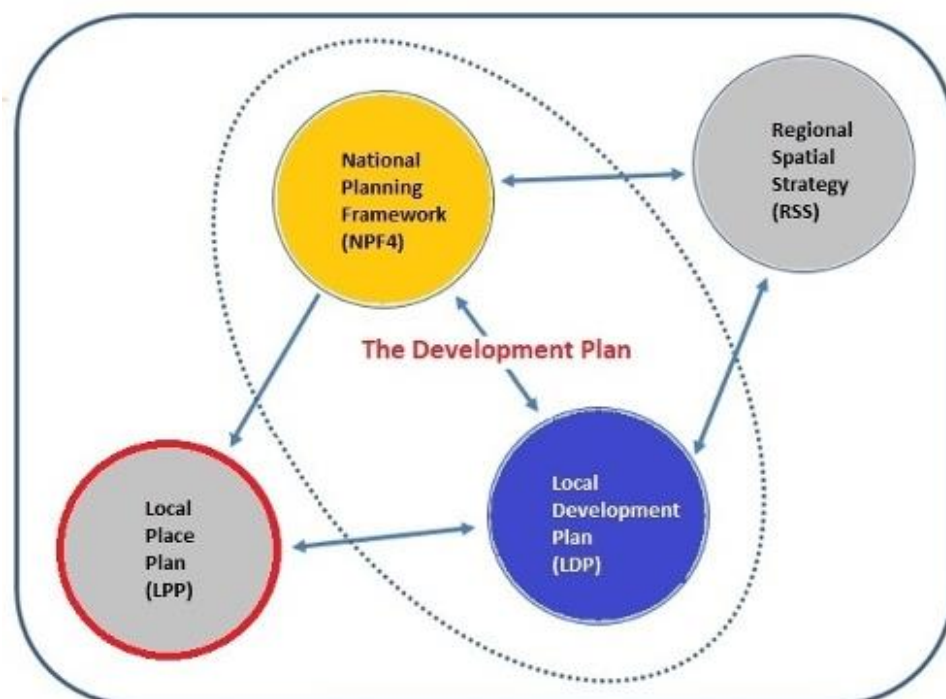 National
Planning
Framework
(NPF4)
Regional
Spatial
Strategy
(RSS)
The Development Plan
Local
Place
Plan
(LPP)
Local
Development
Plan
(LDP)